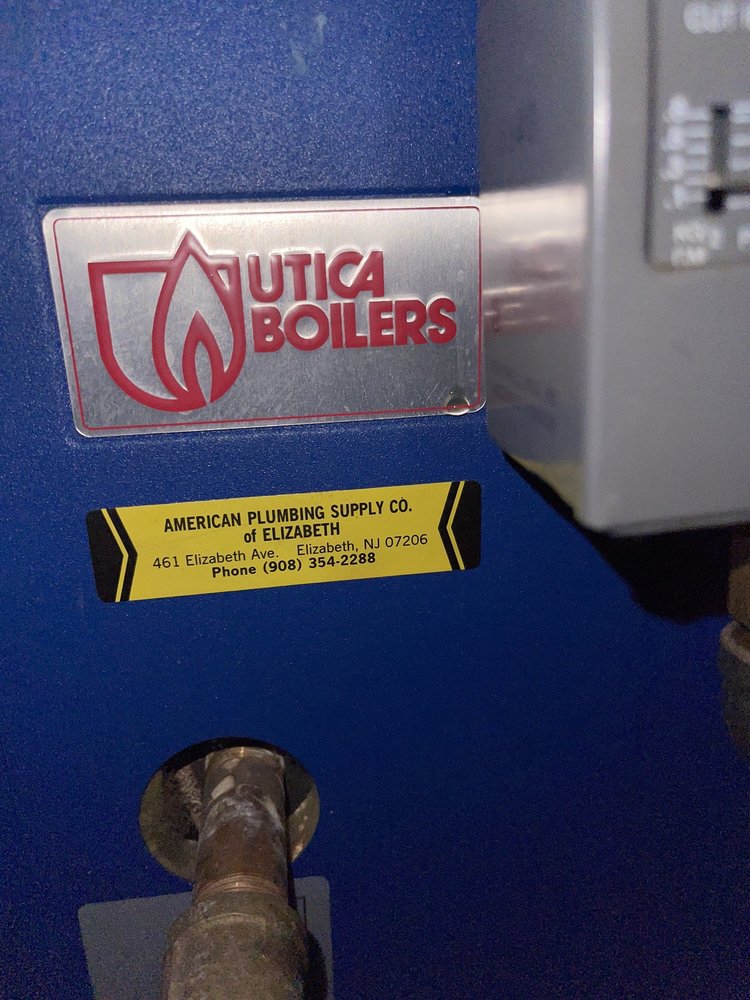 UTICA
BOILERS
AMERICAN PLUMBING SUPPLY CO.
of ELIZABETH
461 Elizabeth Ave. Elizabeth, NJ 07206
Phone (908) 354-2288